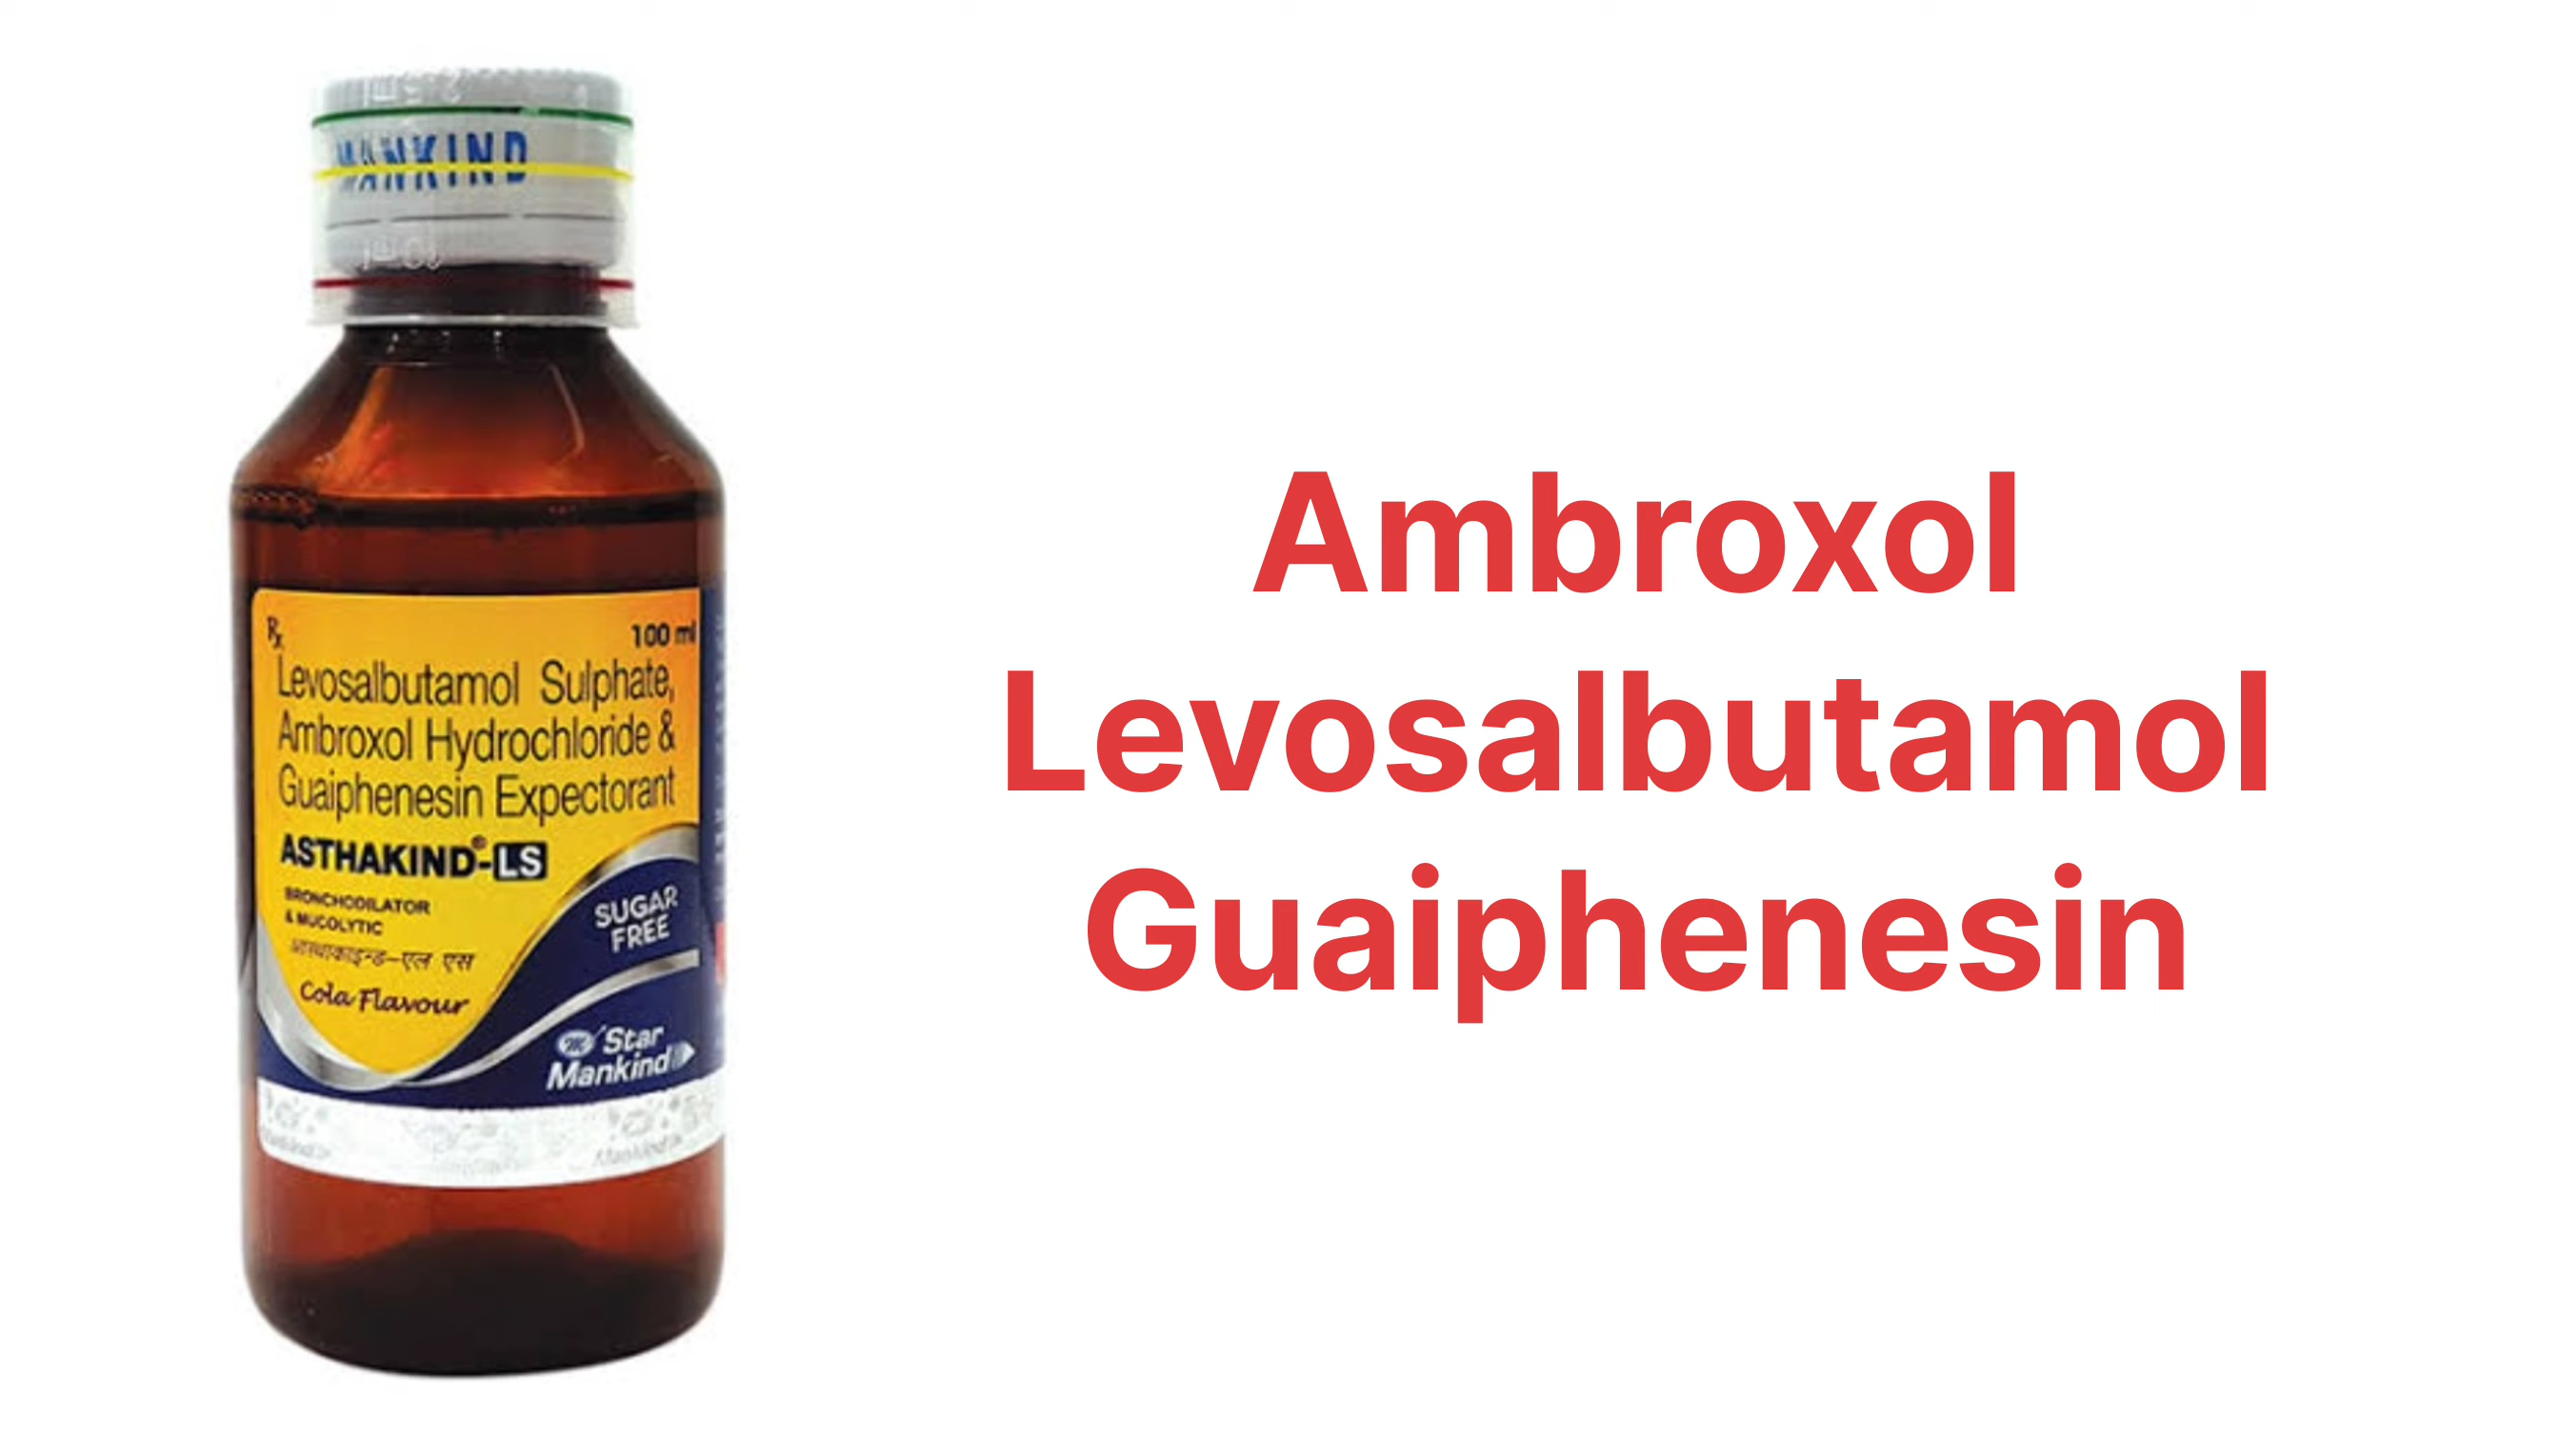 MANKIND
Rx
100 ml
Levosalbutamol Sulphate,
Ambroxol Hydrochloride &
Guaiphenesin Expectorant
ASTHAKIND®-LS
BRONCHODILATOR
& MUCOLYTIC
आस्थाकाइन्ड-एल एस
Cola Flavour
SUGAR
FREE
Star
Mankind
Ambroxol
Levosalbutamol
Guaiphenesin